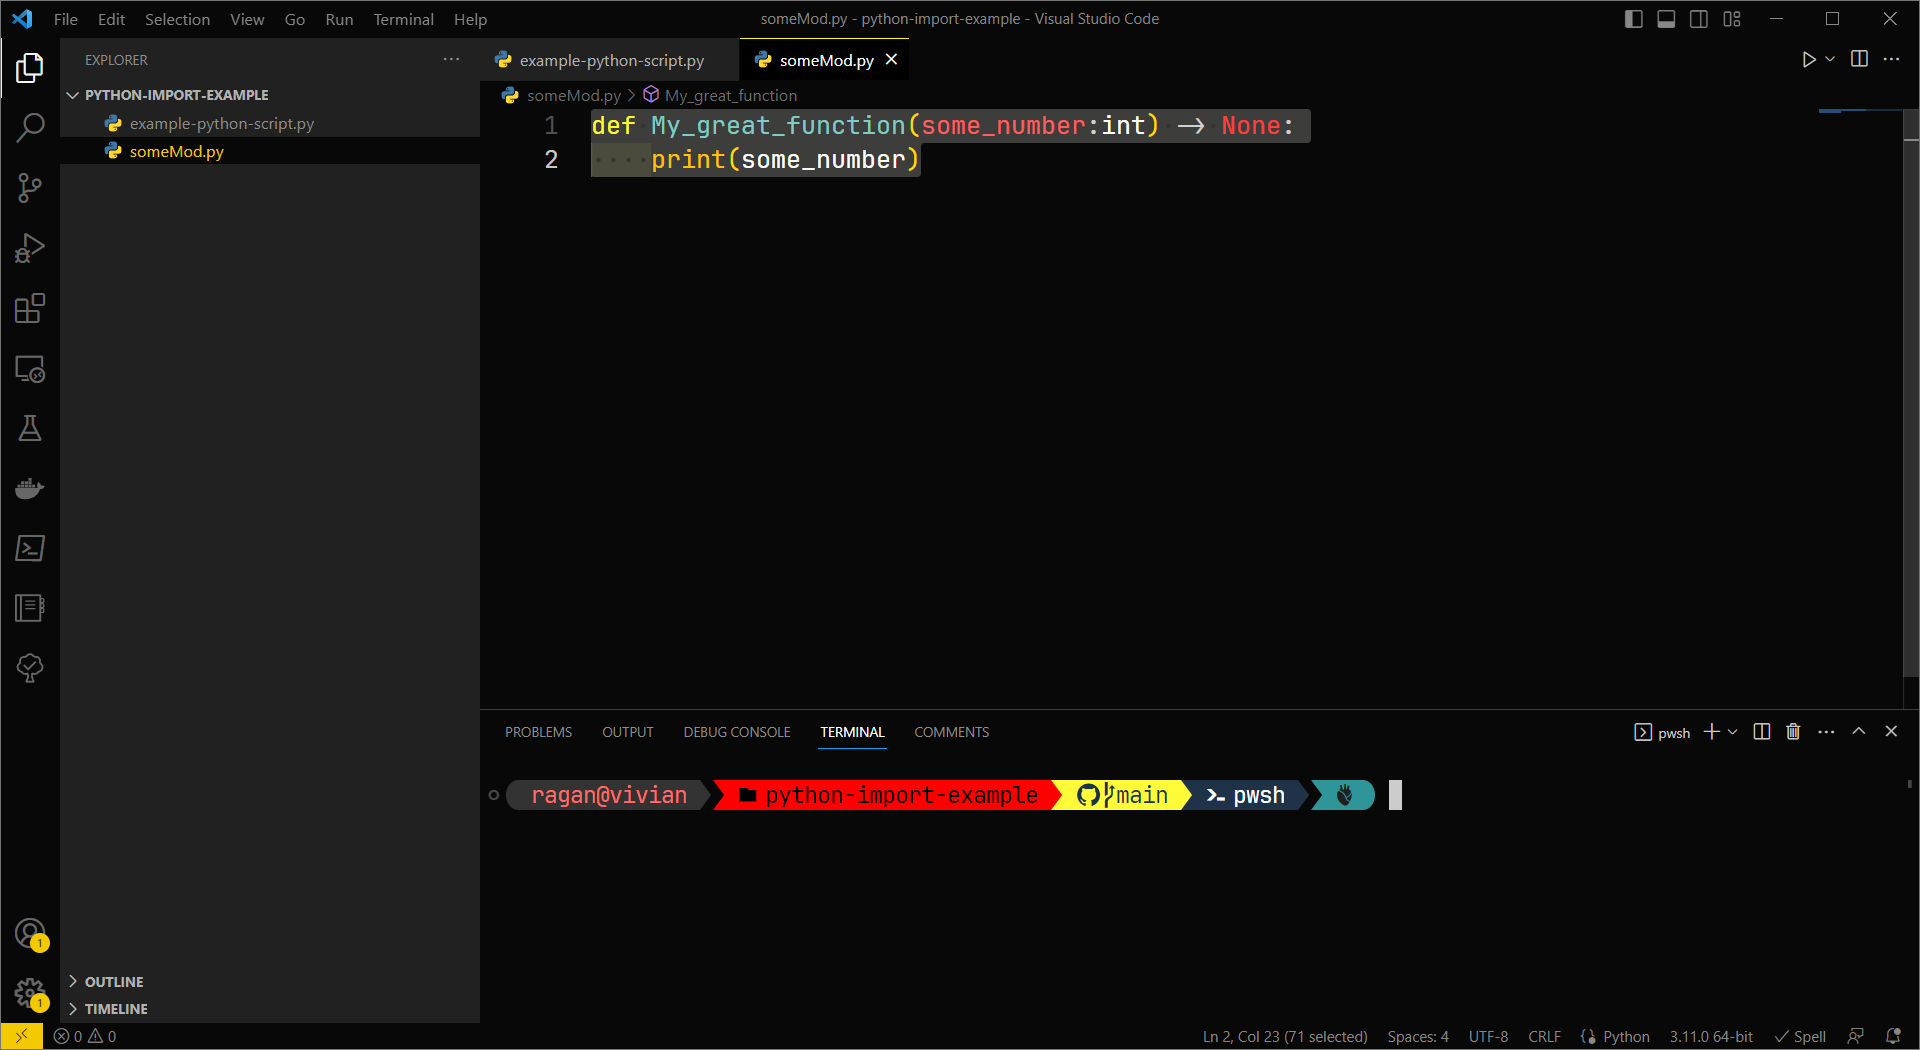 File Edit Selection View Go Run Terminal Help
someMod.py - python-import-example - Visual Studio Code
EXPLORER
PYTHON-IMPORT-EXAMPLE
example-python-script.py
someMod.py
OUTLINE
TIMELINE
example-python-script.py
someMod.py
someMod.py > My_great_function
1 def My_great_function(some_number:int) -> None:
2 print(some_number)
PROBLEMS OUTPUT DEBUG CONSOLE TERMINAL COMMENTS
pwsh
ragan@vivian python-import-example main pwsh
1
1
0 0
Ln 2, Col 23 (71 selected) Spaces: 4 UTF-8 CRLF Python 3.11.0 64-bit Spell